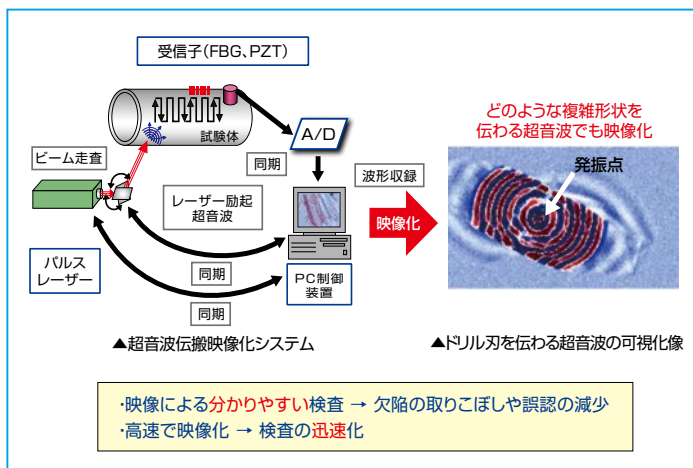 受信子(FBG、PZT)
試験体
A/D
ビーム走査
同期
波形収録
レーザー励起
超音波
映像化
どのような複雑形状を
伝わる超音波でも映像化
発振点
パルス
レーザー
同期
同期
PC制御
装置
▲超音波伝搬映像化システム
▲ドリル刃を伝わる超音波の可視化像
・映像による分かりやすい検査 → 欠陥の取りこぼしや誤認の減少
・高速で映像化 → 検査の迅速化